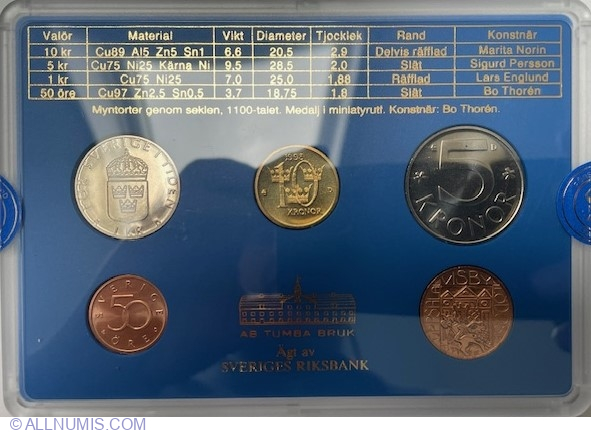 Valör Material Vikt Diameter Tjocklek Rand Konstnär
10 kr Cu89 Al5 Zn5 Sn1 6.6 20.5 2.9 Delvis räfflad Marita Norin
5 kr Cu75 Ni25 Kärna Ni 9.5 28.5 2.0 Slät Sigurd Persson
1 kr Cu75 Ni25 7.0 25.0 1.88 Räfflad Lars Englund
50 öre Cu97 Zn2.5 Sn0.5 3.7 18.75 1.8 Slät Bo Thorén
Myntorter genom seklen, 1100-talet. Medalj i miniatyrutf. Konstnär: Bo Thorén.
SVERIGE I TIDEN
1 KR
1993
10
KRONOR
5
KRONOR
SVERIGE
50
ÖRE
AB TUMBA BRUK
Ägt av
SVERIGES RIKSBANK
© ALLNUMIS.COM